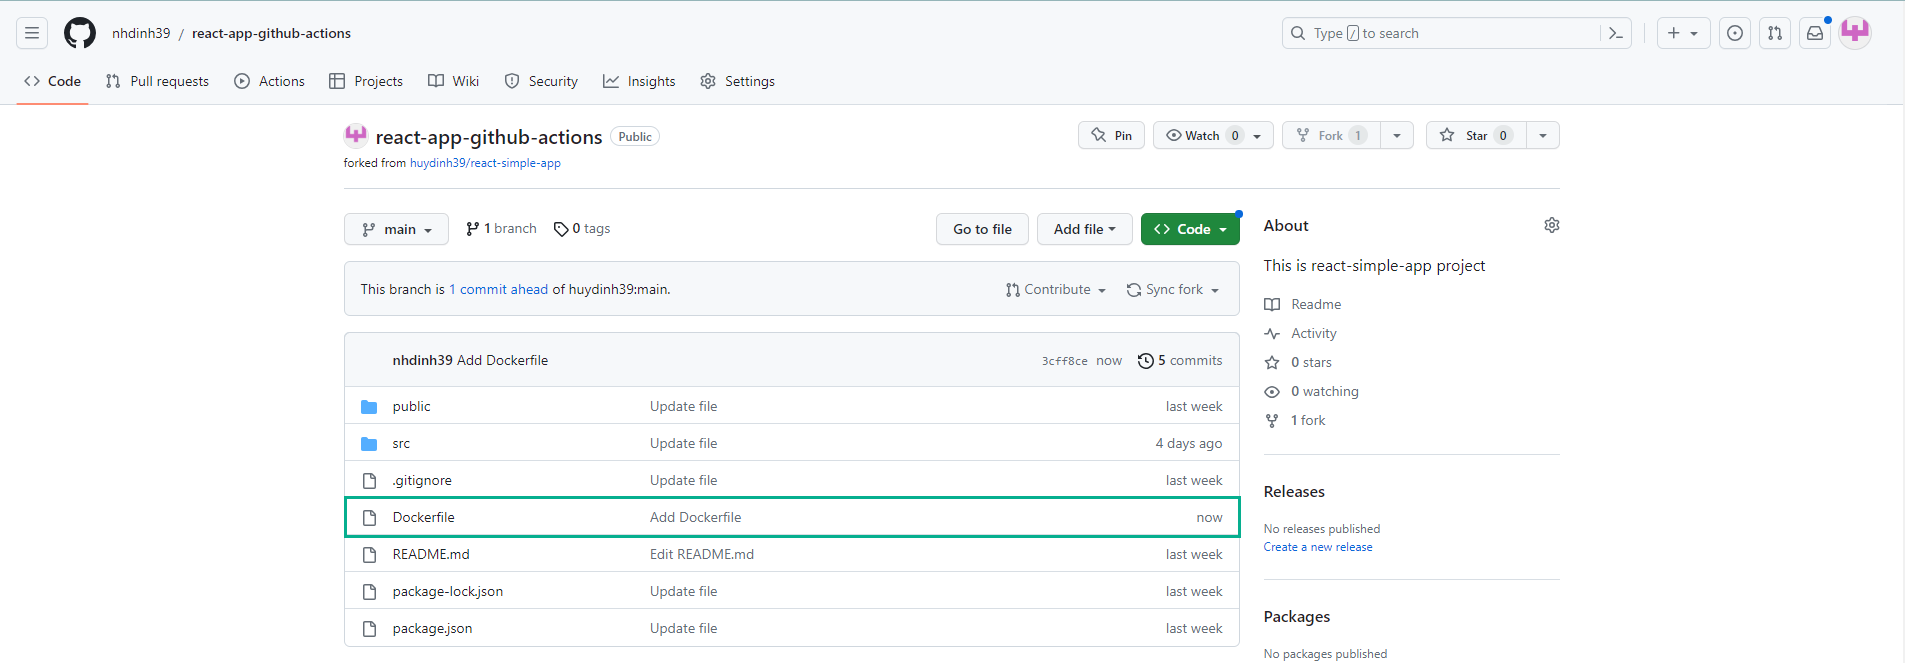 nhdinh39 / react-app-github-actions
Type / to search
Code Pull requests Actions Projects Wiki Security Insights Settings
react-app-github-actions Public
Pin Watch 0 Fork 1 Star 0
forked from huydinh39/react-simple-app
main 1 branch 0 tags Go to file Add file Code
This branch is 1 commit ahead of huydinh39:main. Contribute Sync fork
nhdinh39 Add Dockerfile 3cff8ce now 5 commits
public Update file last week
src Update file 4 days ago
.gitignore Update file last week
Dockerfile Add Dockerfile now
README.md Edit README.md last week
package-lock.json Update file last week
package.json Update file last week
About
This is react-simple-app project
Readme
Activity
0 stars
0 watching
1 fork
Releases
No releases published
Create a new release
Packages
No packages published